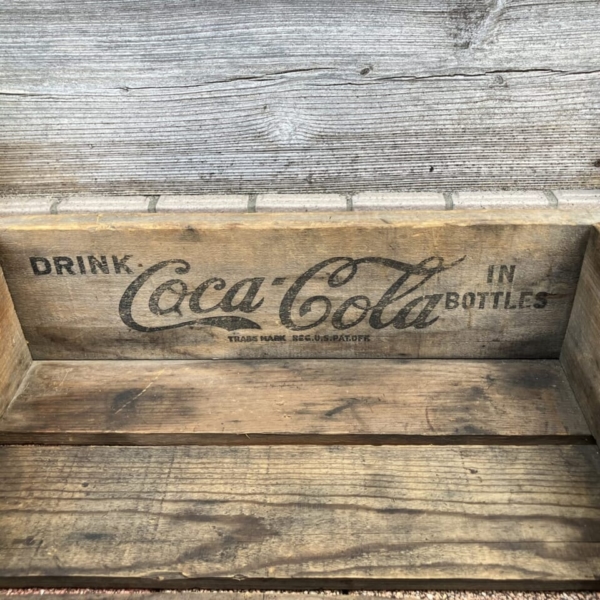 DRINK Coca-Cola IN BOTTLES
TRADE MARK REG. U.S. PAT. OFF.